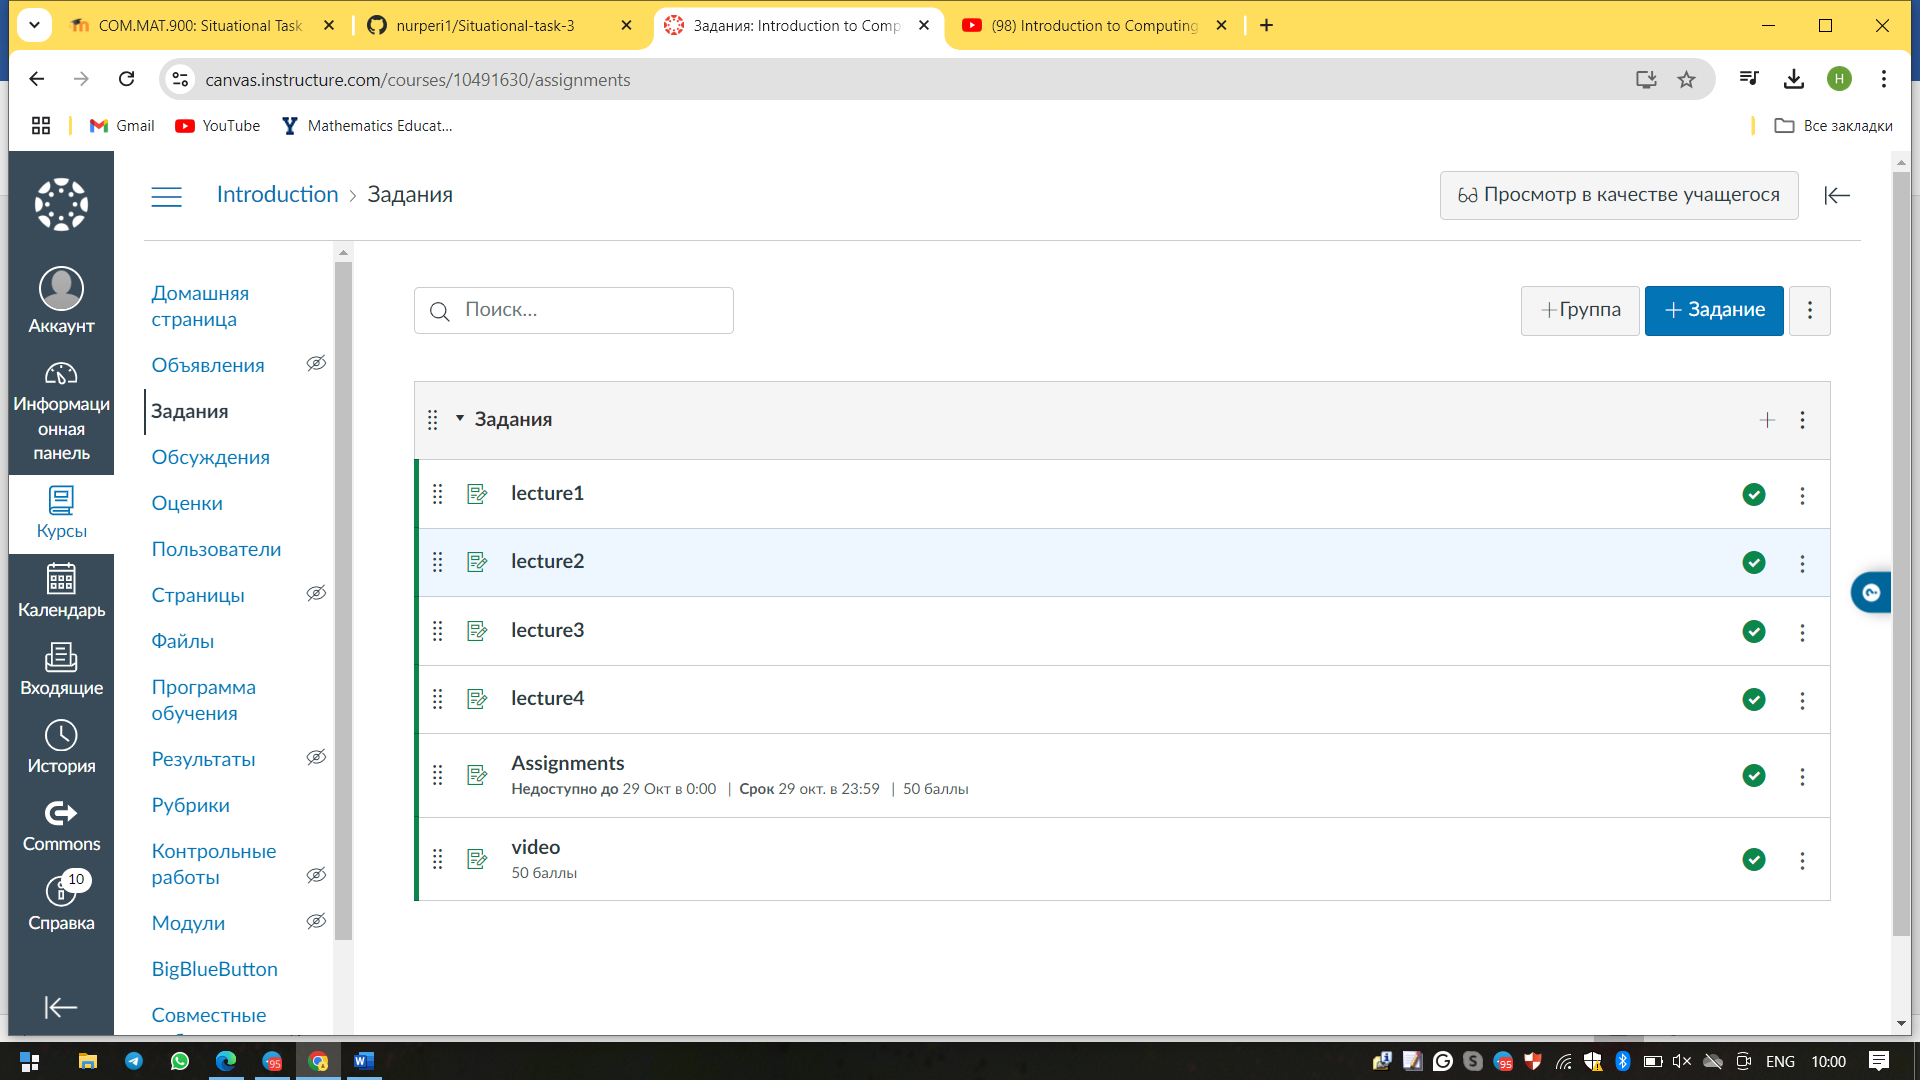 COM.MAT.900: Situational Task
nurperi1/Situational-task-3
Задания: Introduction to Comp
(98) Introduction to Computing
canvas.instructure.com/courses/10491630/assignments
H
Gmail
YouTube
Mathematics Educat...
Все закладки
Introduction › Задания
Просмотр в качестве учащегося
Аккаунт
Информаци
онная
панель
Курсы
Календарь
Входящие
История
Commons
10
Справка
Домашняя
страница
Объявления
Задания
Обсуждения
Оценки
Пользователи
Страницы
Файлы
Программа
обучения
Результаты
Рубрики
Контрольные
работы
Модули
BigBlueButton
Совместные
Поиск...
+Группа
+ Задание
Задания
lecture1
lecture2
lecture3
lecture4
Assignments
Недоступно до 29 Окт в 0:00 | Срок 29 окт. в 23:59 | 50 баллы
video
50 баллы
95
95
ENG
10:00